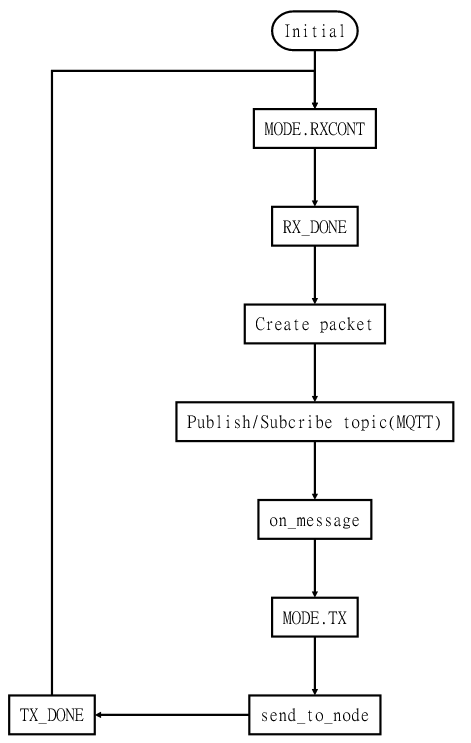 Initial
MODE.RXCONT
RX_DONE
Create packet
Publish/Subcribe topic(MQTT)
on_message
MODE.TX
send_to_node
TX_DONE